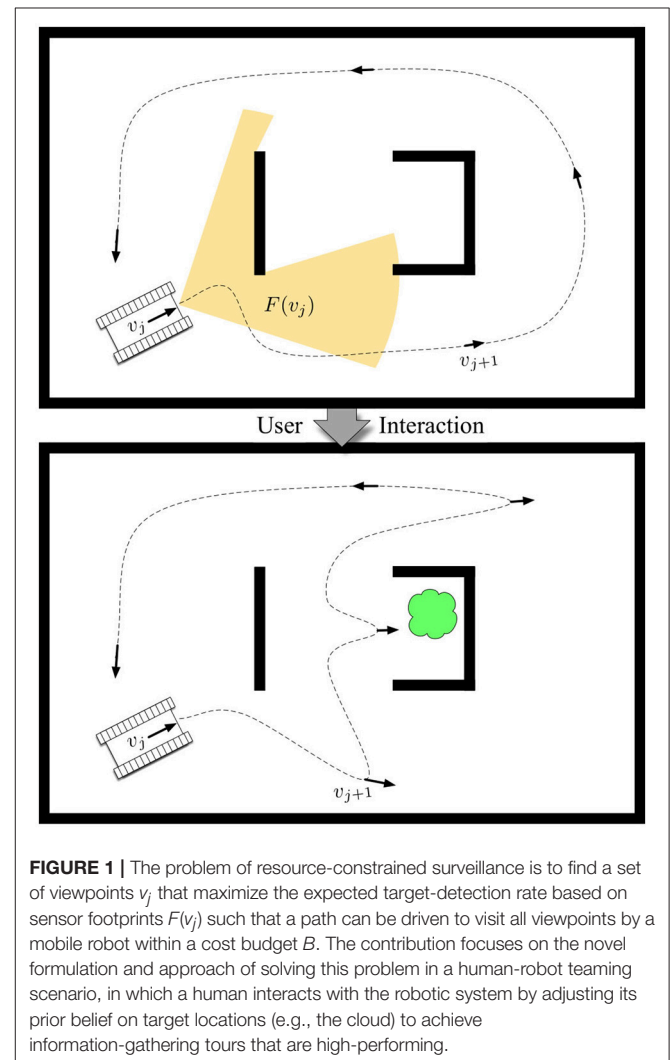 F(v_j)
v_j
v_{j+1}
User Interaction
v_j
v_{j+1}
FIGURE 1 | The problem of resource-constrained surveillance is to find a set
of viewpoints v_j that maximize the expected target-detection rate based on
sensor footprints F(v_j) such that a path can be driven to visit all viewpoints by a
mobile robot within a cost budget B. The contribution focuses on the novel
formulation and approach of solving this problem in a human-robot teaming
scenario, in which a human interacts with the robotic system by adjusting its
prior belief on target locations (e.g., the cloud) to achieve
information-gathering tours that are high-performing.